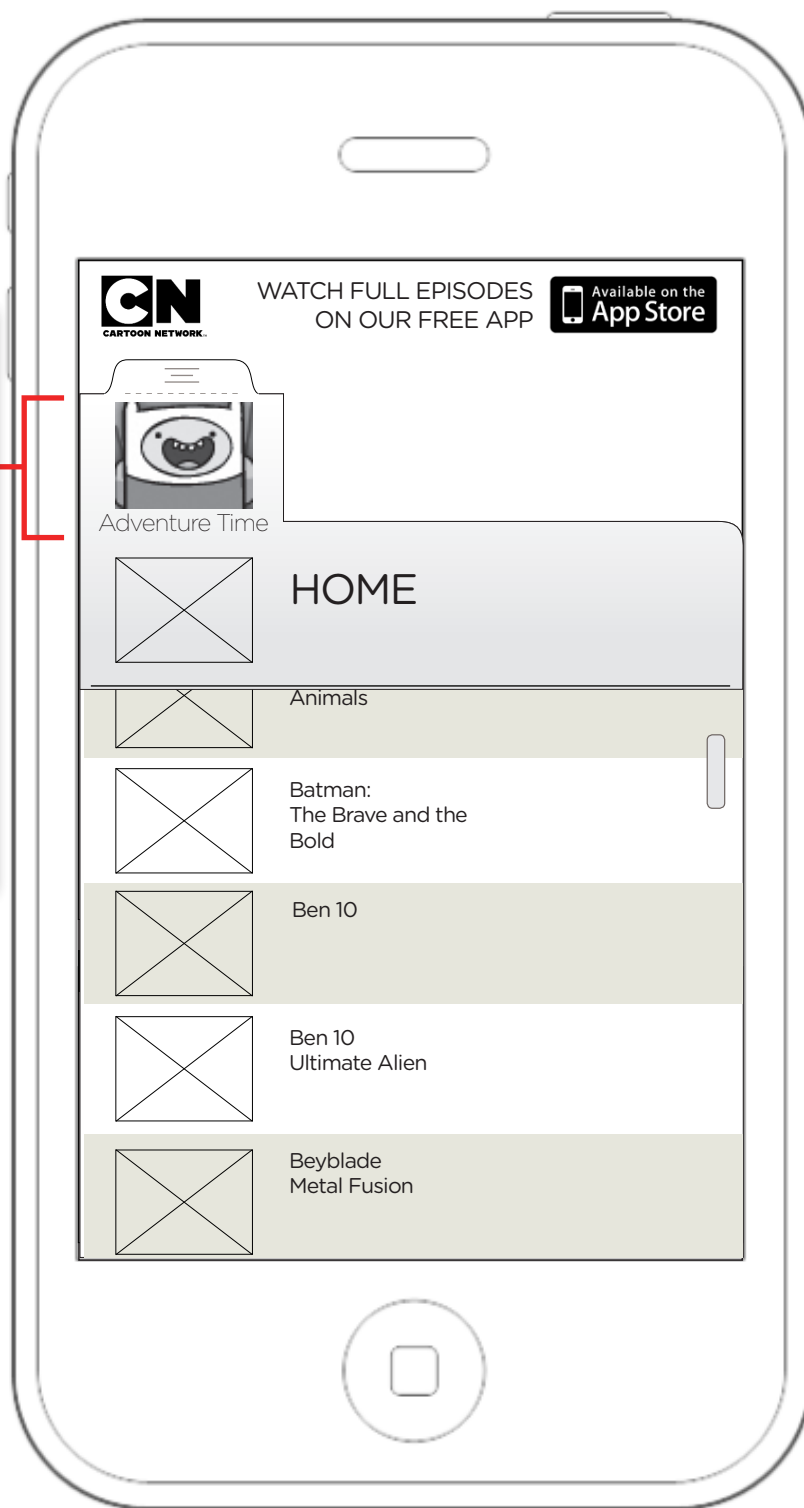 CN
CARTOON NETWORK™
WATCH FULL EPISODES
ON OUR FREE APP
Available on the
App Store
Adventure Time
HOME
Animals
Batman:
The Brave and the
Bold
Ben 10
Ben 10
Ultimate Alien
Beyblade
Metal Fusion